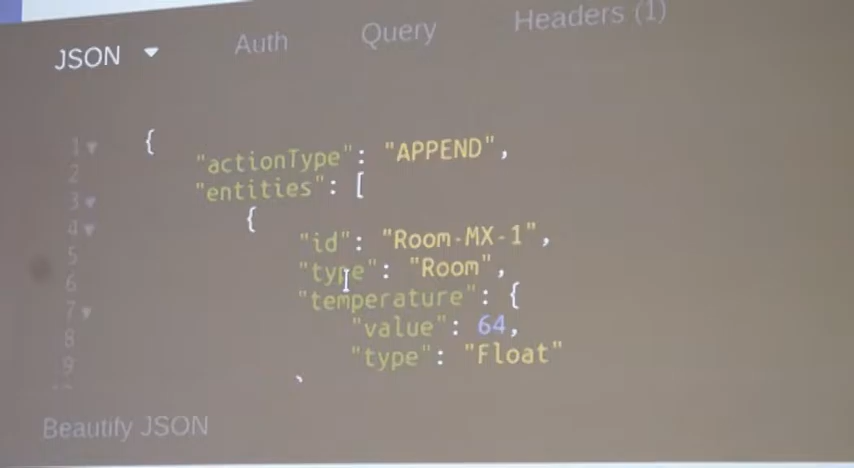 JSON Auth Query Headers (1)
1 {
2 "actionType": "APPEND",
3 "entities": [
4 {
5 "id": "Room-MX-1",
6 "type": "Room",
7 "temperature": {
8 "value": 64,
9 "type": "Float"
Beautify JSON